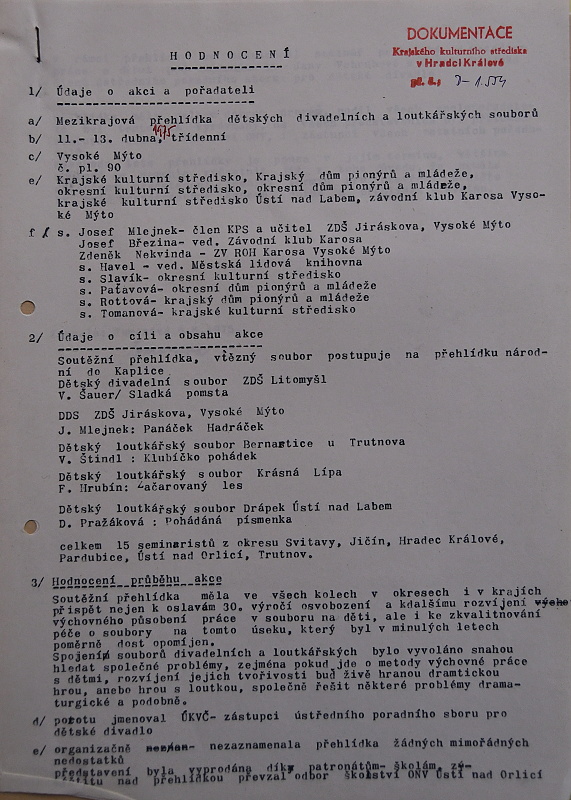 DOKUMENTACE
Krajského kulturního střediska
v Hradci Králové
H O D N O C E N Í
1/ Údaje o akci a pořadateli
a/ Mezikrajová přehlídka dětských divadelních a loutkářských souborů
b/ 11.- 13. dubna, 1975 třídenní
c/ Vysoké Mýto
č. pl. 90
e/ Krajské kulturní středisko, Krajský dům pionýrů a mládeže,
okresní kulturní středisko, okresní dům pionýrů a mládeže,
krajské kulturní středisko Ústí nad Labem, závodní klub Karosa Vyso-
ké Mýto
f/ s. Josef Mlejnek- člen KPS a učitel ZDŠ Jiráskova, Vysoké Mýto
Josef Březina- ved. Závodní klub Karosa
Zdeněk Nekvinda - ZV ROH Karosa Vysoké Mýto
s. Havel - ved. Městská lidová knihovna
s. Slavík- okresní kulturní středisko
s. Paťavová- okresní dům pionýrů a mládeže
s. Rottová- krajský dům pionýrů a mládeže
s. Tomanová- krajské kulturní středisko
2/ Údaje o cíli a obsahu akce
Soutěžní přehlídka, vtězný soubor postupuje na přehlídku národ-
ní do Kaplice
Dětský divadelní soubor ZDŠ Litomyšl
V. Šauer/ Sladká pomsta
DDS ZDŠ Jiráskova, Vysoké Mýto
J. Mlejnek: Panáček Hadráček
Dětský loutkářský soubor Bernartice u Trutnova
V. Štindl : Klubíčko pohádek
Dětský loutkářský soubor Krásná Lípa
F. Hrubín: Začarovaný les
Dětský loutkářský soubor Drápek Ústí nad Labem
D. Pražáková : Pohádáná písmenka
celkem 15 seminaristů z okresu Svitavy, Jičín, Hradec Králové,
Pardubice, Ústí nad Orlicí, Trutnov.
3/ Hodnocení průběhu akce
Soutěžní přehlídka měla ve všech kolech v okresech i v krajích
přispět nejen k oslavám 30. výročí osvobození a kdalšímu rozvíjení
výchovného působení práce v souboru na děti, ale i ke zkvalitnování
péče o soubory na tomto úseku, který byl v minulých letech
poměrně dost opomíjen.
Spojení souborů divadelních a loutkářských bylo vyvoláno snahou
hledat společné problémy, zejména pokud jde o metody výchovné práce
s dětmi, rozvíjení jejich tvořivosti buď živě hranou dramatickou
hrou, anebo hrou s loutkou, společně řešit některé problémy drama-
turgické a podobně.
d/ porotu jmenoval ÚKVČ- zástupci ústředního poradního sboru pro
dětské divadlo
e/ organizačně nezaznamenala přehlídka žádných mimořádných
nedostatků
představení byla vyprodána díky patronátům- školám, zá-
štitu nad přehlídkou převzal odbor školství ONV Ústí nad Orlicí